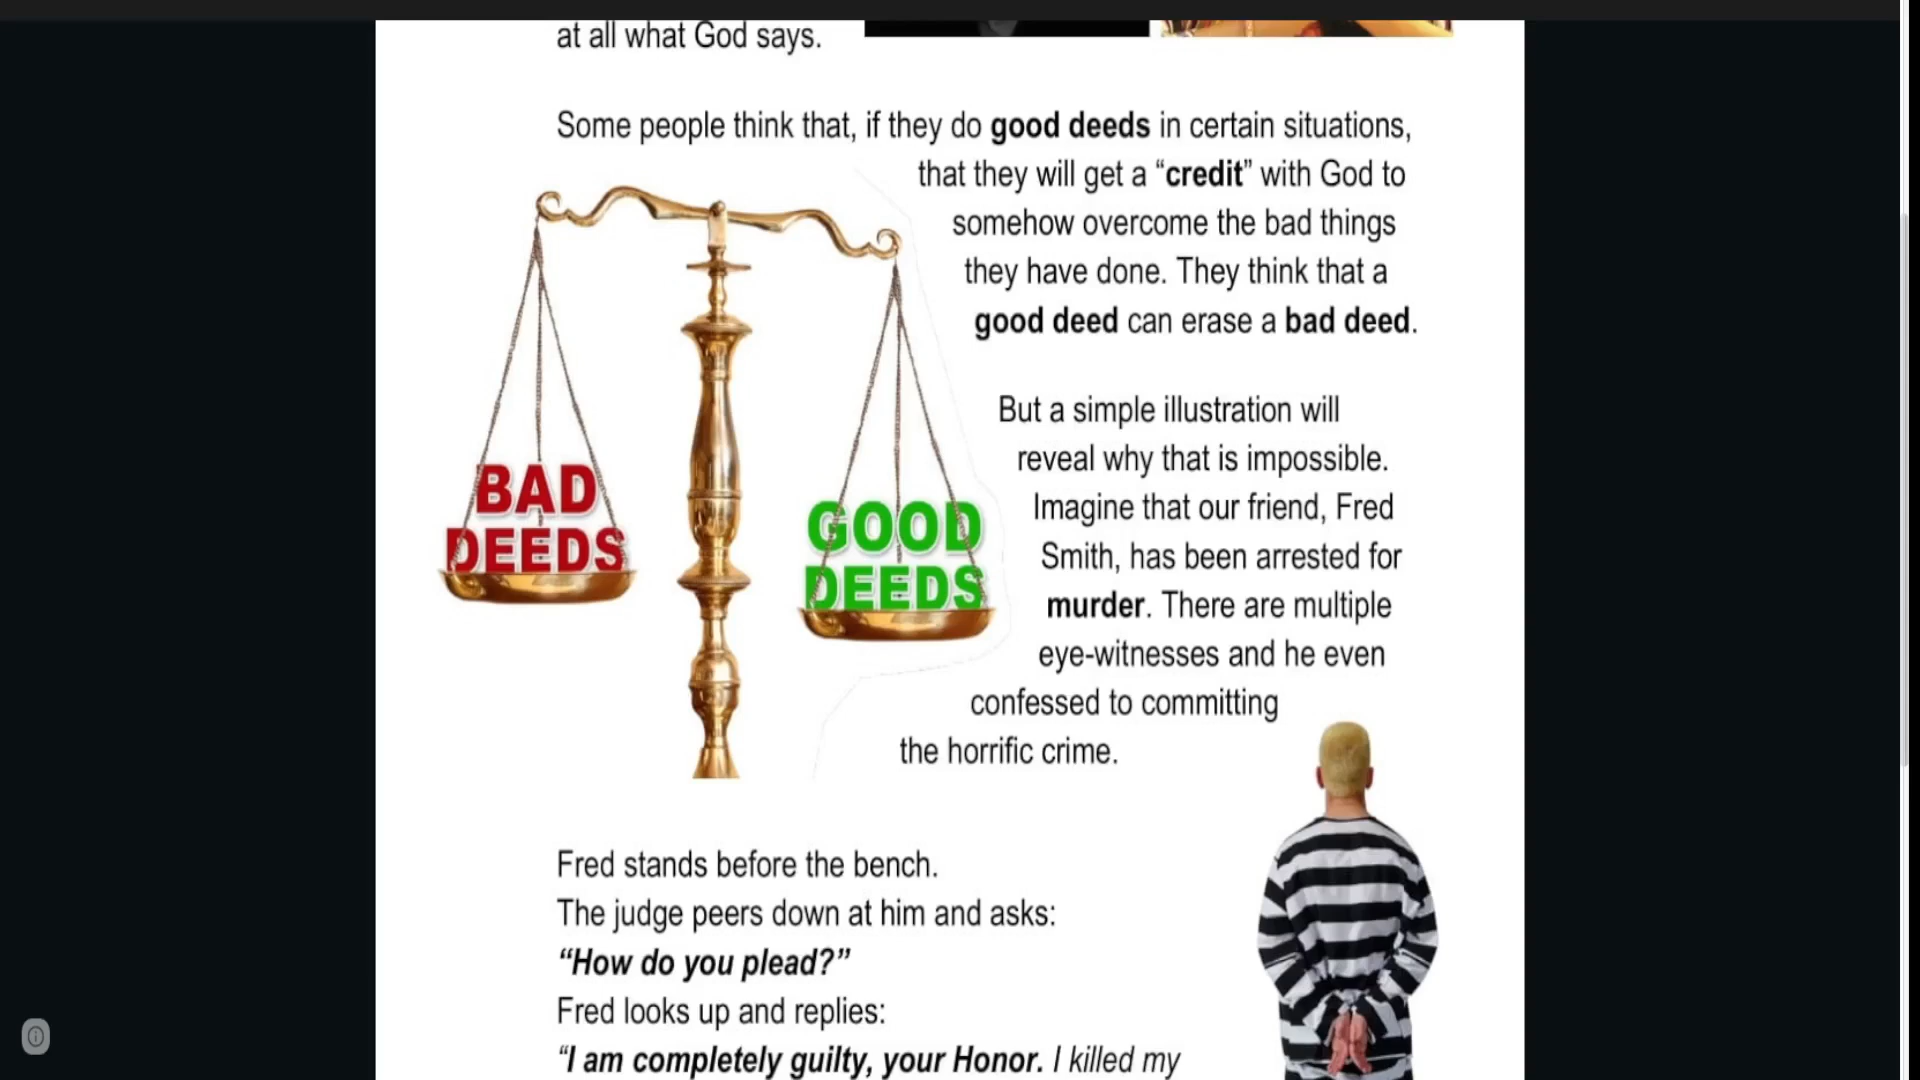 at all what God says.
Some people think that, if they do good deeds in certain situations,
that they will get a “credit” with God to
somehow overcome the bad things
they have done. They think that a
good deed can erase a bad deed.
But a simple illustration will
reveal why that is impossible.
Imagine that our friend, Fred
Smith, has been arrested for
murder. There are multiple
eye-witnesses and he even
confessed to committing
the horrific crime.
BAD
DEEDS
GOOD
DEEDS
Fred stands before the bench.
The judge peers down at him and asks:
“How do you plead?”
Fred looks up and replies:
“I am completely guilty, your Honor. I killed my